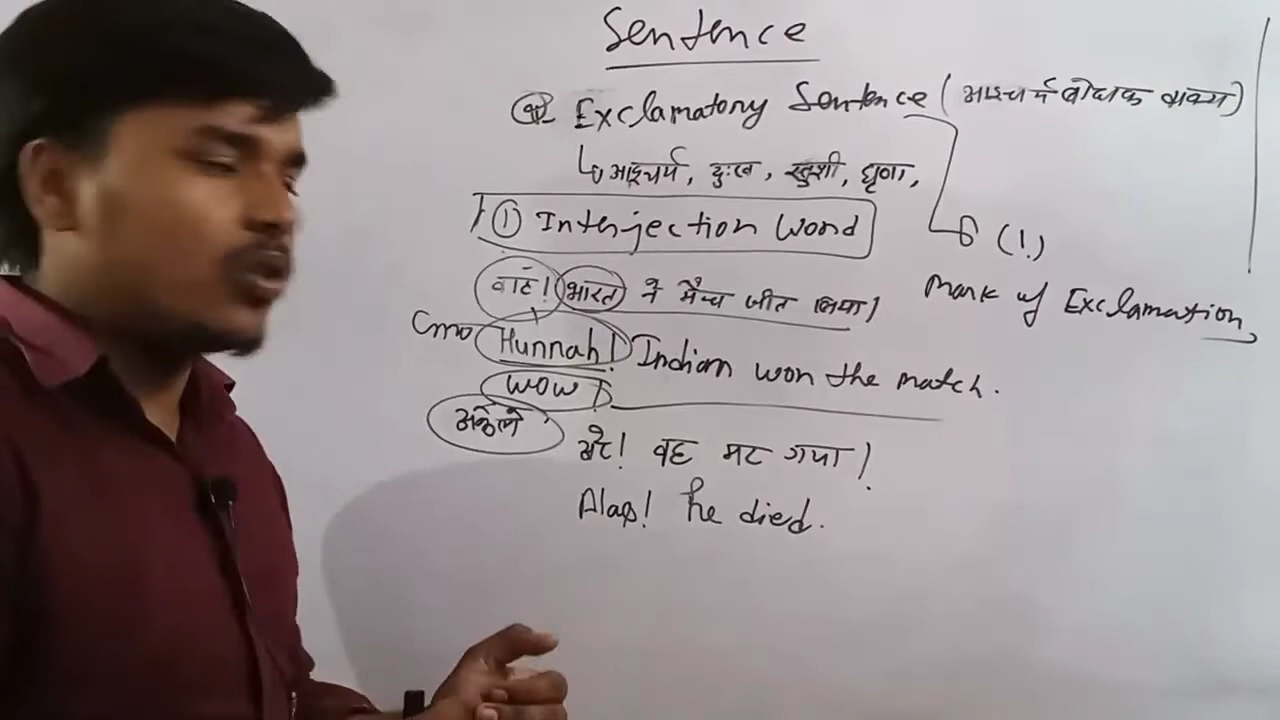 Sentence
Exclamatory Sentence (आश्चर्य बोधक वाक्य)
↳ आश्चर्य, दुःख, खुशी, घृणा,
① Interjection Word
(!)
वाह! भारत ने मैच जीत लिया।
Mark of Exclamation
Hurrah! Indian won the match.
wow!
अरे! वह मर गया!
Alas! he died.